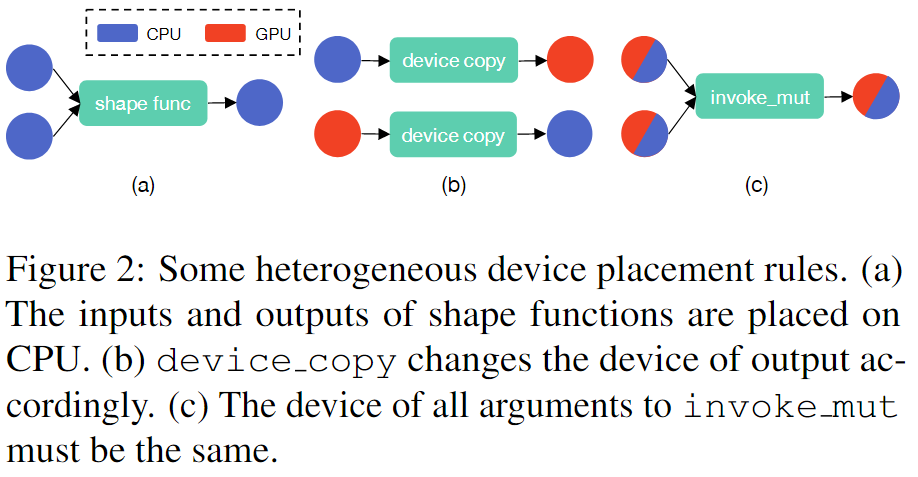 CPU GPU
shape func
device copy
device copy
invoke_mut
(a) (b) (c)
Figure 2: Some heterogeneous device placement rules. (a)
The inputs and outputs of shape functions are placed on
CPU. (b) device_copy changes the device of output ac-
cordingly. (c) The device of all arguments to invoke_mut
must be the same.